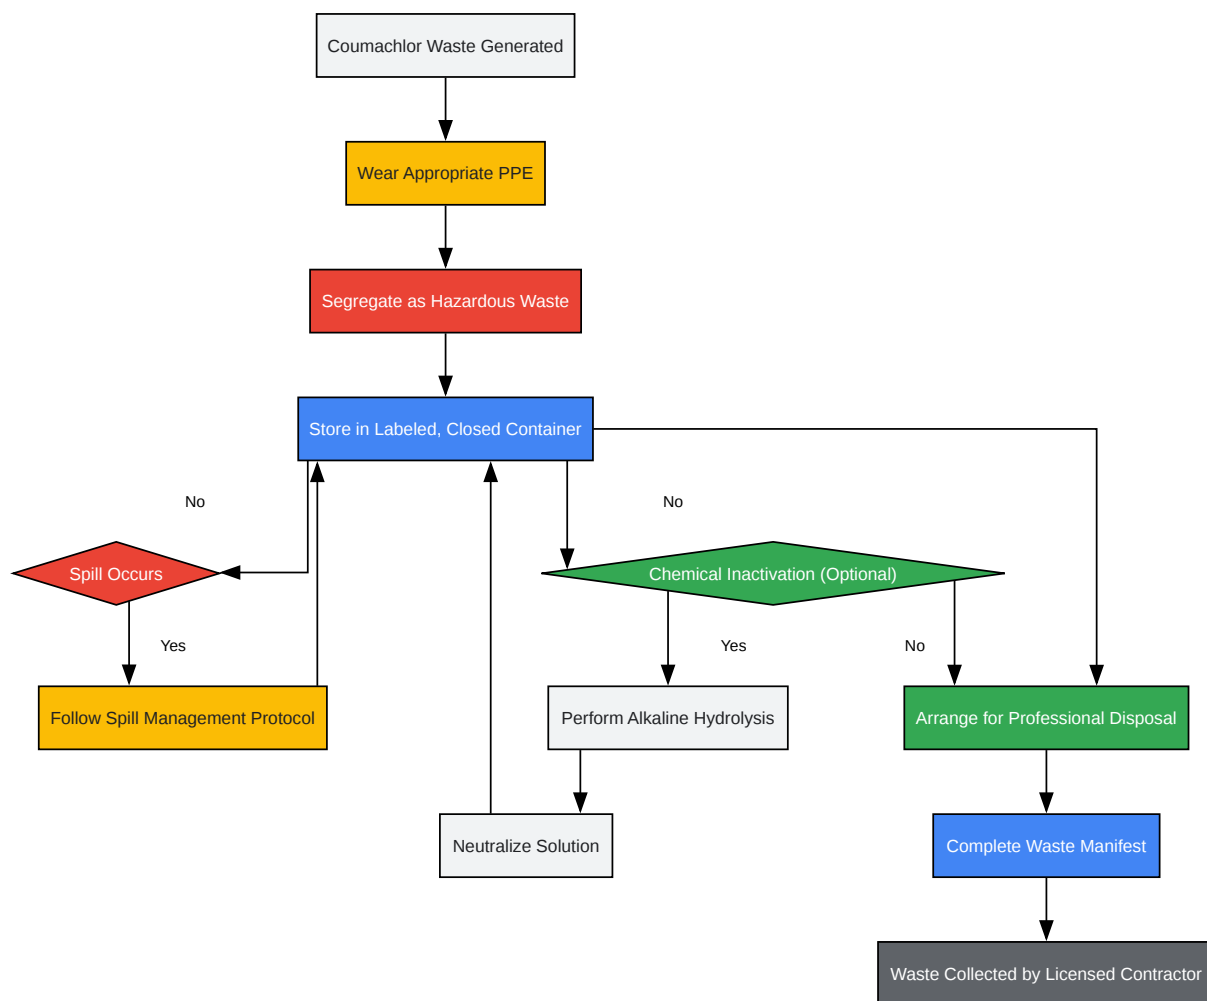 Coumachlor Waste Generated
Wear Appropriate PPE
Segregate as Hazardous Waste
Store in Labeled, Closed Container
No
No
Spill Occurs
Chemical Inactivation (Optional)
Yes
Yes
No
Follow Spill Management Protocol
Perform Alkaline Hydrolysis
Arrange for Professional Disposal
Neutralize Solution
Complete Waste Manifest
Waste Collected by Licensed Contractor